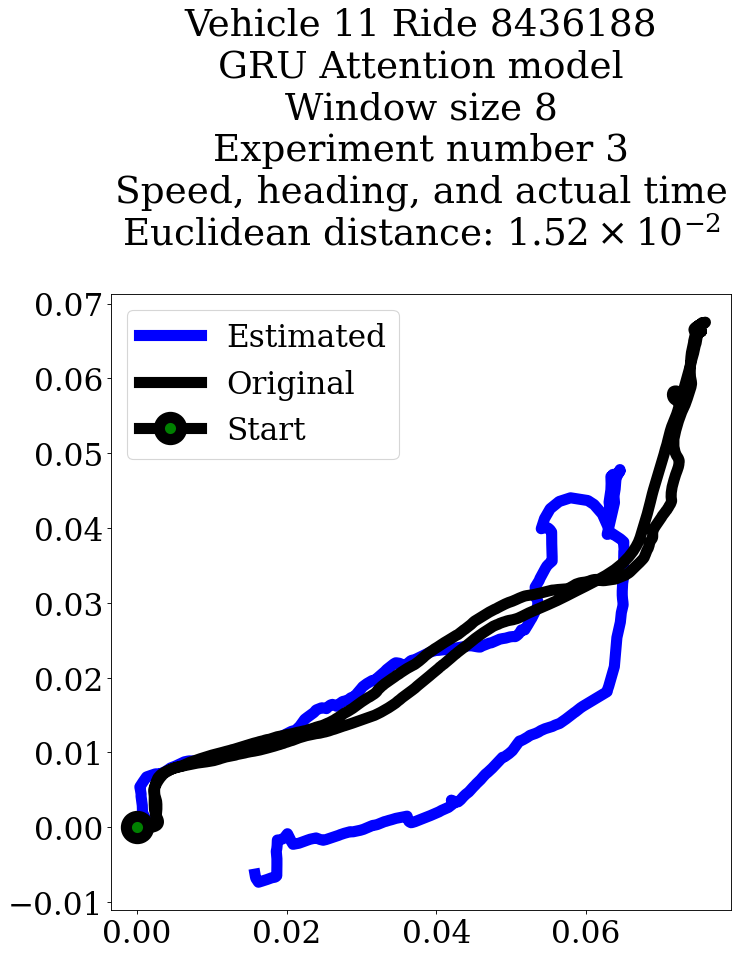 Vehicle 11 Ride 8436188
GRU Attention model
Window size 8
Experiment number 3
Speed, heading, and actual time
Euclidean distance: 1.52 × 10⁻²
Estimated
Original
Start
0.07
0.06
0.05
0.04
0.03
0.02
0.01
0.00
−0.01
0.00 0.02 0.04 0.06